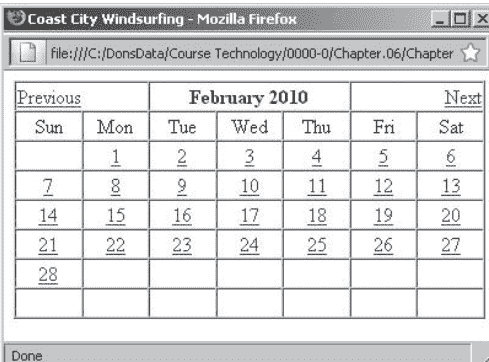 Coast City Windsurfing - Mozilla Firefox
file:///C:/DonsData/Course Technology/0000-0/Chapter.06/Chapter
Previous February 2010 Next
Sun Mon Tue Wed Thu Fri Sat
1 2 3 4 5 6
7 8 9 10 11 12 13
14 15 16 17 18 19 20
21 22 23 24 25 26 27
28
Done